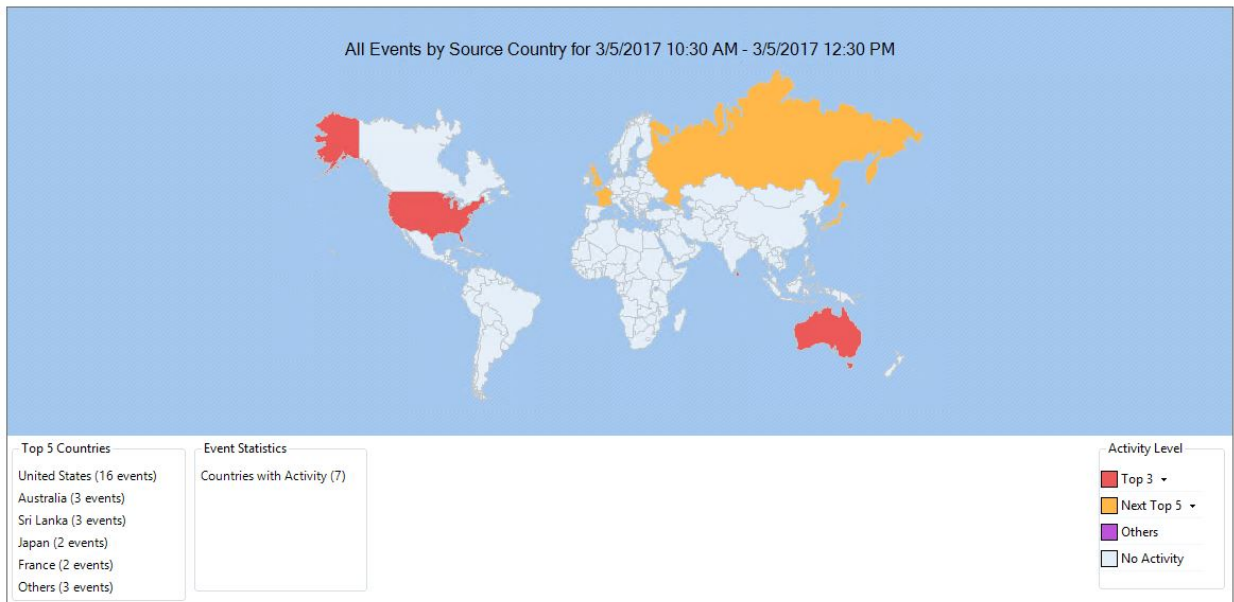 All Events by Source Country for 3/5/2017 10:30 AM - 3/5/2017 12:30 PM
Top 5 Countries
United States (16 events)
Australia (3 events)
Sri Lanka (3 events)
Japan (2 events)
France (2 events)
Others (3 events)
Event Statistics
Countries with Activity (7)
Activity Level
Top 3
Next Top 5
Others
No Activity